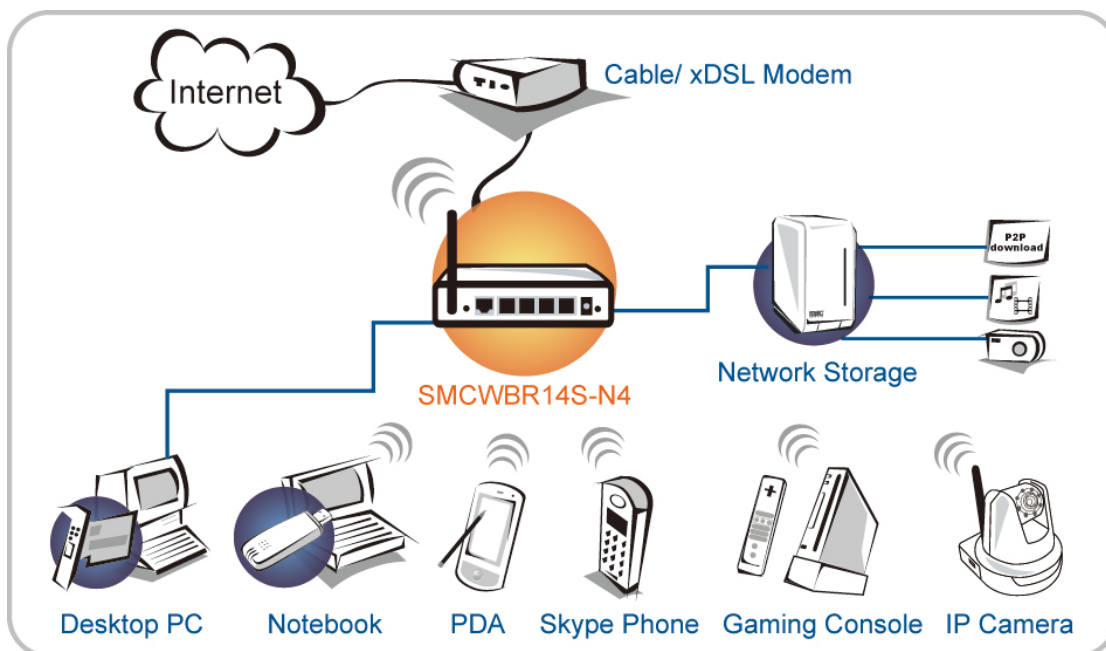 Internet
Cable/ xDSL Modem
P2P
download
SMCWBR14S-N4
Network Storage
Desktop PC
Notebook
PDA
Skype Phone
Gaming Console
IP Camera